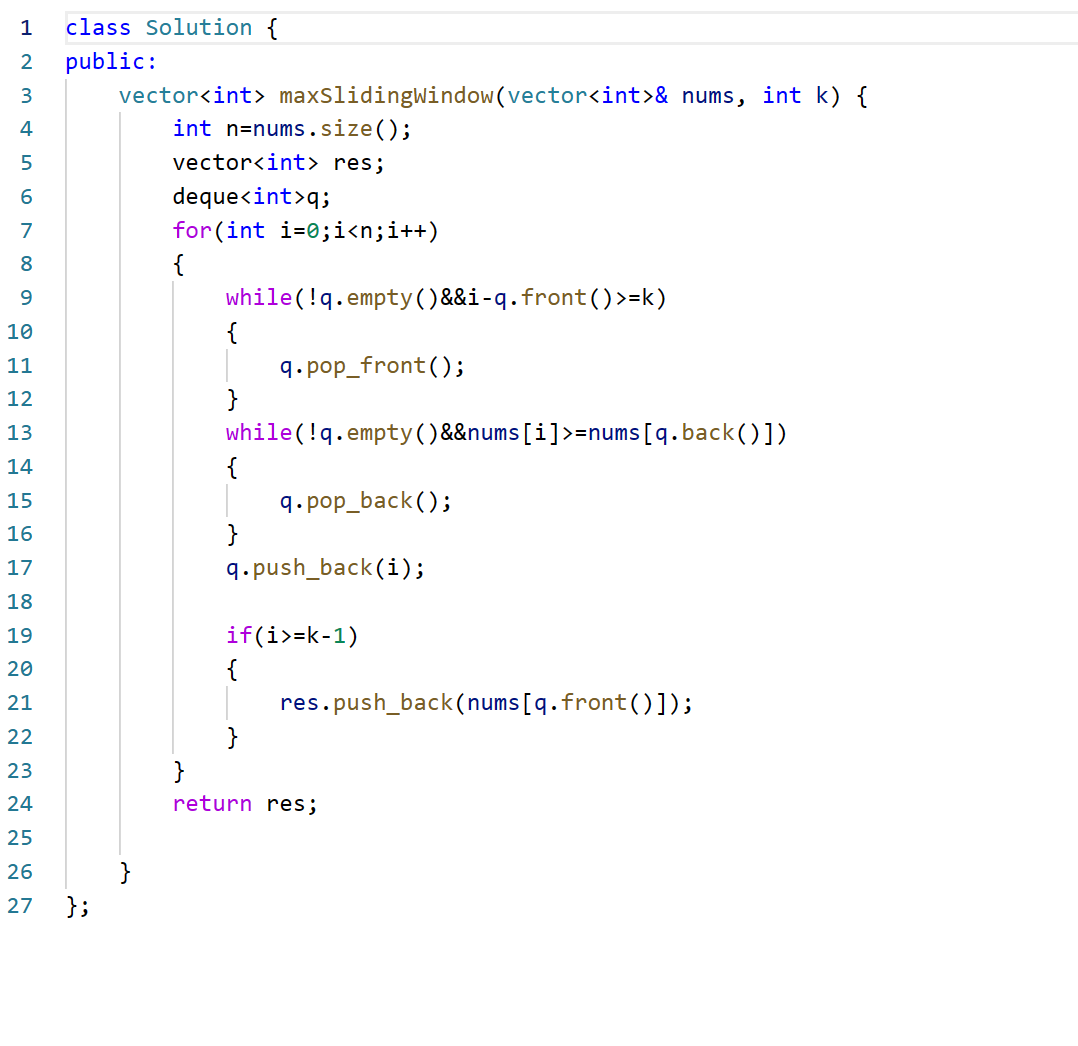 1 class Solution {
2 public:
3     vector<int> maxSlidingWindow(vector<int>& nums, int k) {
4         int n=nums.size();
5         vector<int> res;
6         deque<int>q;
7         for(int i=0;i<n;i++)
8         {
9             while(!q.empty()&&i-q.front()>=k)
10             {
11                 q.pop_front();
12             }
13             while(!q.empty()&&nums[i]>=nums[q.back()])
14             {
15                 q.pop_back();
16             }
17             q.push_back(i);
18
19             if(i>=k-1)
20             {
21                 res.push_back(nums[q.front()]);
22             }
23         }
24         return res;
25
26     }
27 };